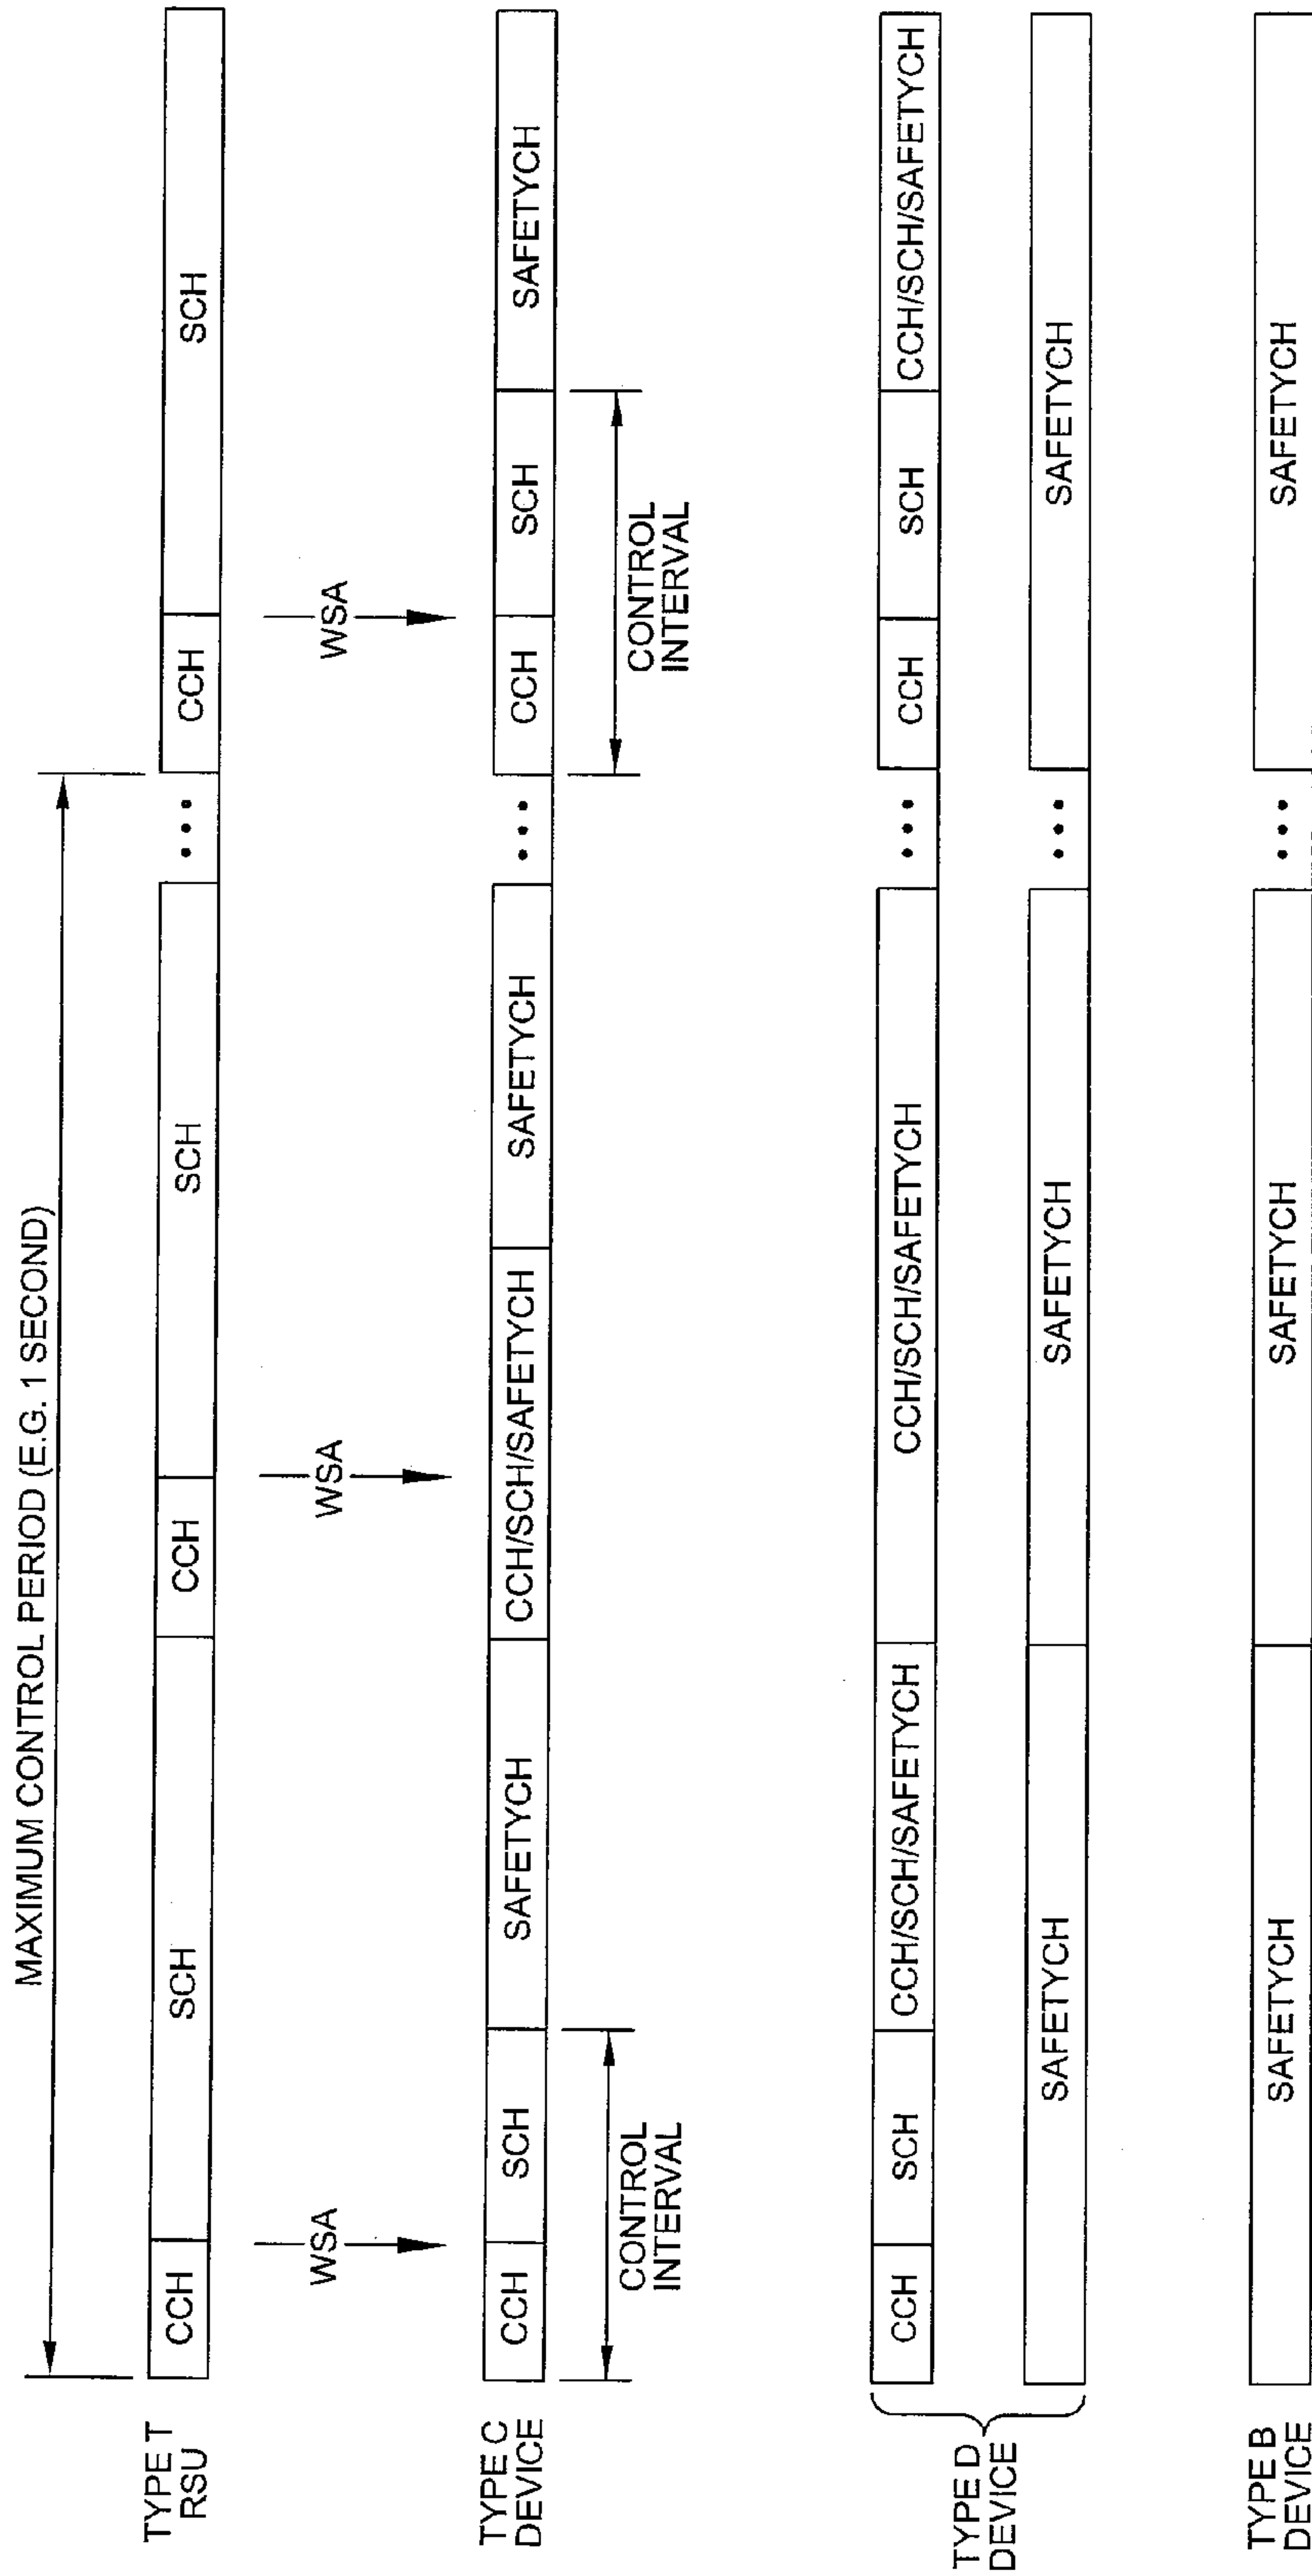 MAXIMUM CONTROL PERIOD (E.G. 1 SECOND)
TYPE T
RSU
CCH
SCH
CCH
SCH
...
CCH
SCH
WSA
WSA
WSA
TYPE C
DEVICE
CCH
SCH
SAFETYCH
CCH/SCH/SAFETYCH
SAFETYCH
...
CCH
SCH
SAFETYCH
CONTROL
INTERVAL
CONTROL
INTERVAL
TYPE D
DEVICE
CCH
SCH
CCH/SCH/SAFETYCH
CCH/SCH/SAFETYCH
...
CCH
SCH
CCH/SCH/SAFETYCH
SAFETYCH
SAFETYCH
...
SAFETYCH
TYPE B
DEVICE
SAFETYCH
SAFETYCH
...
SAFETYCH